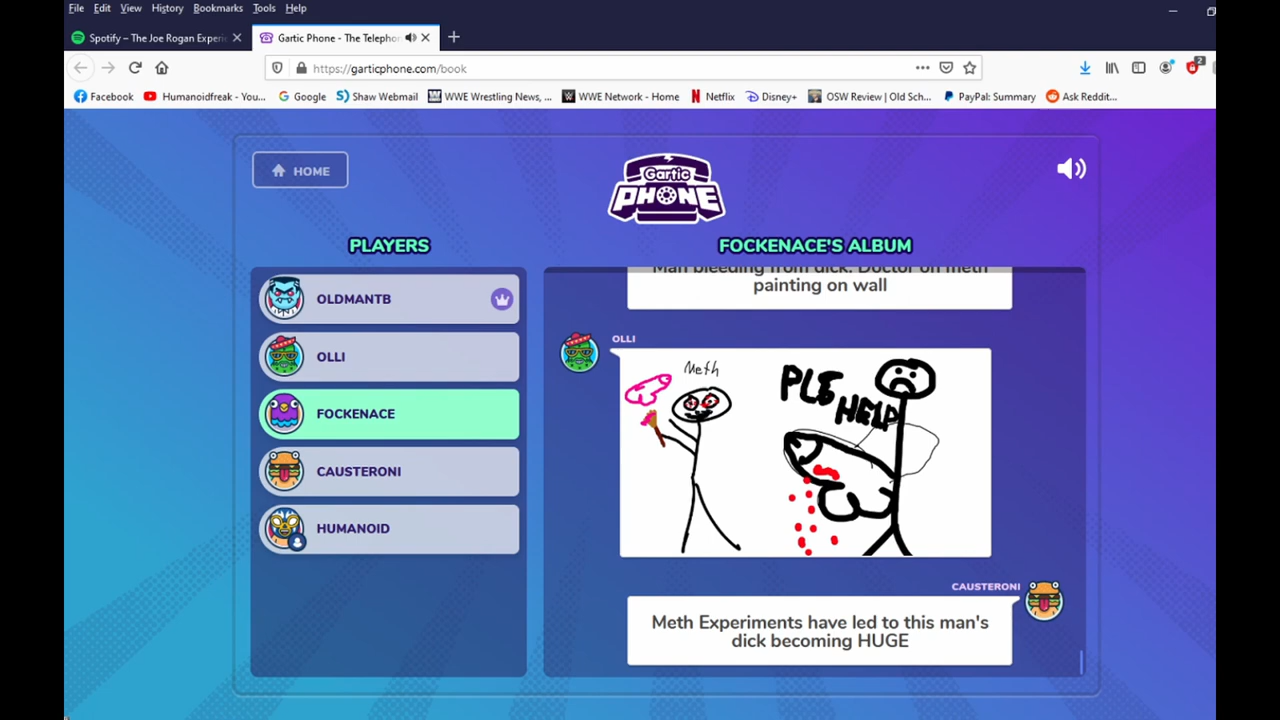 File Edit View History Bookmarks Tools Help
Spotify – The Joe Rogan Experi
Gartic Phone - The Telephon
https://garticphone.com/book
Facebook
Humanoidfreak - You...
Google
Shaw Webmail
WWE Wrestling News, ...
WWE Network - Home
Netflix
Disney+
OSW Review | Old Sch...
PayPal: Summary
Ask Reddit...
2
HOME
Gartic
PHONE
PLAYERS
FOCKENACE'S ALBUM
OLDMANTB
OLLI
FOCKENACE
CAUSTERONI
HUMANOID
Man bleeding from dick. Doctor on meth
painting on wall
OLLI
Meth
PLS
HELP
CAUSTERONI
Meth Experiments have led to this man's
dick becoming HUGE